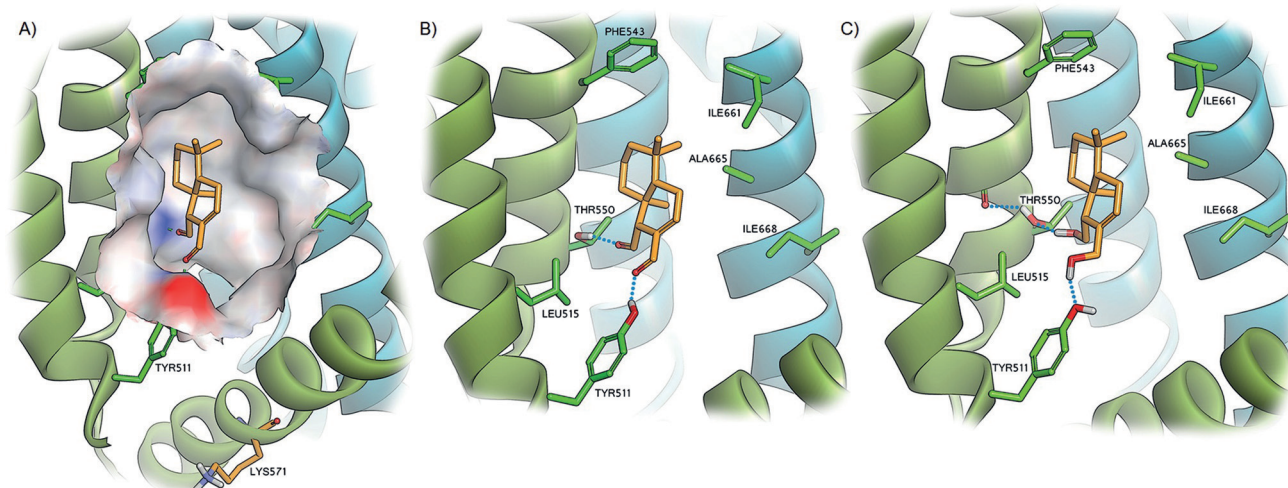 A)
TYR511
LYS571
B)
PHE543
ILE661
ALA665
THR550
ILE668
LEU515
TYR511
C)
PHE543
ILE661
ALA665
THR550
ILE668
LEU515
TYR511